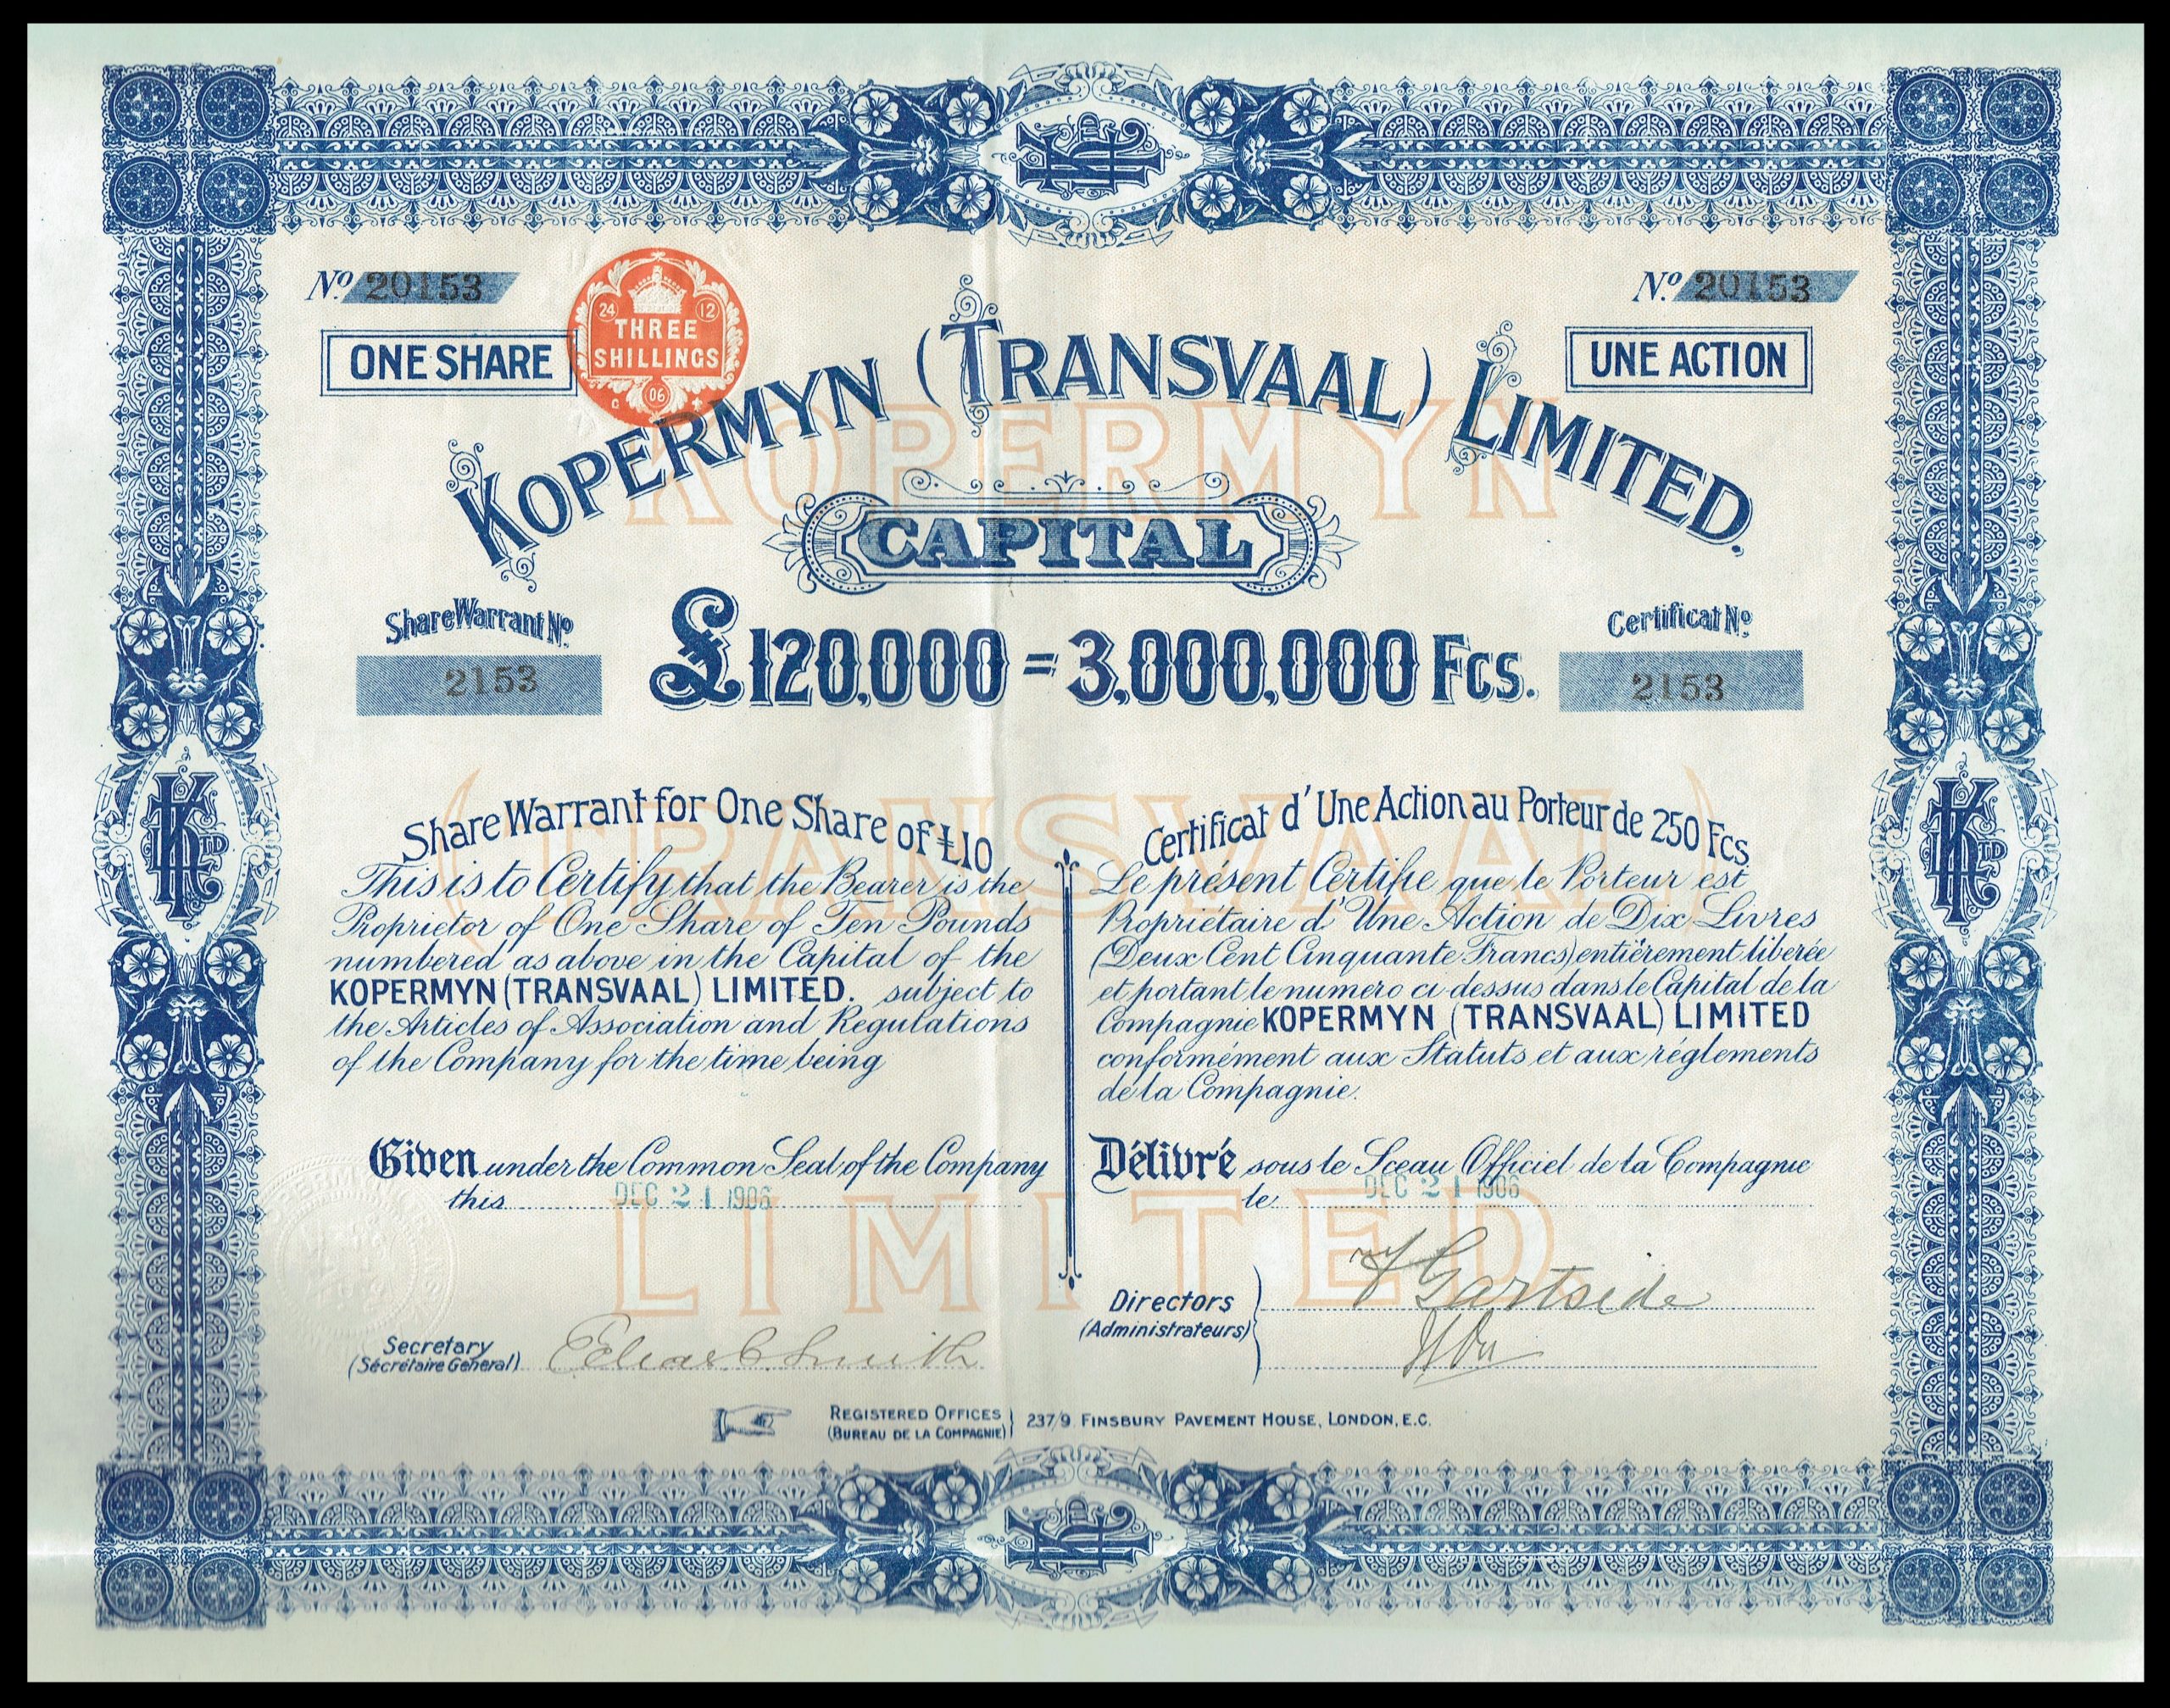 Nº 20153
Nº 20153
ONE SHARE
24 12
THREE
SHILLINGS
06
UNE ACTION
KOPERMYN (TRANSVAAL) LIMITED.
KOPERMYN
CAPITAL
Share Warrant Nº
2153
£120,000 = 3,000,000 Fcs.
Certificat Nº
2153
(TRANSVAAL)
Share Warrant for One Share of £10
This is to Certify that the Bearer is the
Proprietor of One Share of Ten Pounds
numbered as above in the Capital of the
KOPERMYN (TRANSVAAL) LIMITED. subject to
the Articles of Association and Regulations
of the Company for the time being
Given under the Common Seal of the Company
this DEC 21 1906
Certificat d'Une Action au Porteur de 250 Fcs
Le présent Certifie que le Porteur est
Propriétaire d'Une Action de Dix Livres
(Deux Cent Cinquante Francs) entièrement liberée
et portant le numero ci-dessus dans le Capital de la
Compagnie KOPERMYN (TRANSVAAL) LIMITED
conformément aux Statuts et aux réglements
de la Compagnie.
Délivré sous le Sceau Officiel de la Compagnie
le DEC 21 1906
LIMITED.
Directors
(Administrateurs)
Gartside
Secretary
(Sécrétaire Général)
Smith
REGISTERED OFFICES
(BUREAU DE LA COMPAGNIE)
237/9. FINSBURY PAVEMENT HOUSE, LONDON, E.C.